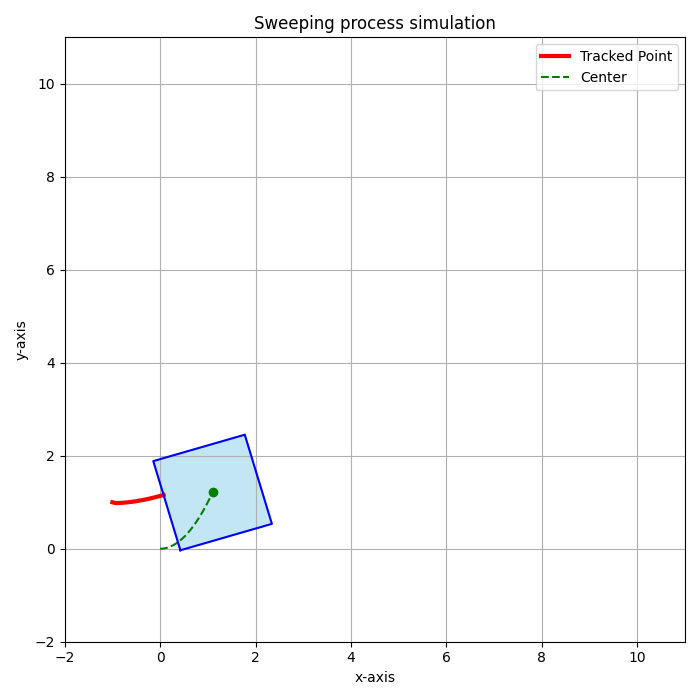 Sweeping process simulation
Tracked Point
Center
10
8
6
4
2
0
−2
−2 0 2 4 6 8 10
y-axis
x-axis